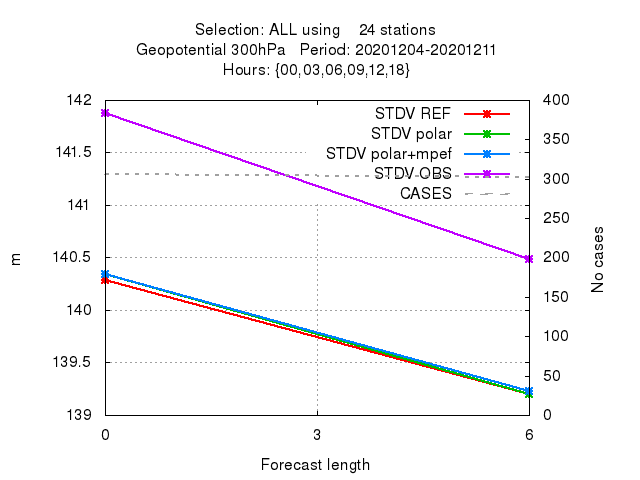 Selection: ALL using    24 stations
Geopotential 300hPa   Period: 20201204-20201211
Hours: {00,03,06,09,12,18}
142
141.5
141
140.5
140
139.5
139
400
350
300
250
200
150
100
50
0
STDV REF
STDV polar
STDV polar+mpef
STDV OBS
CASES
m
No cases
0
3
6
Forecast length